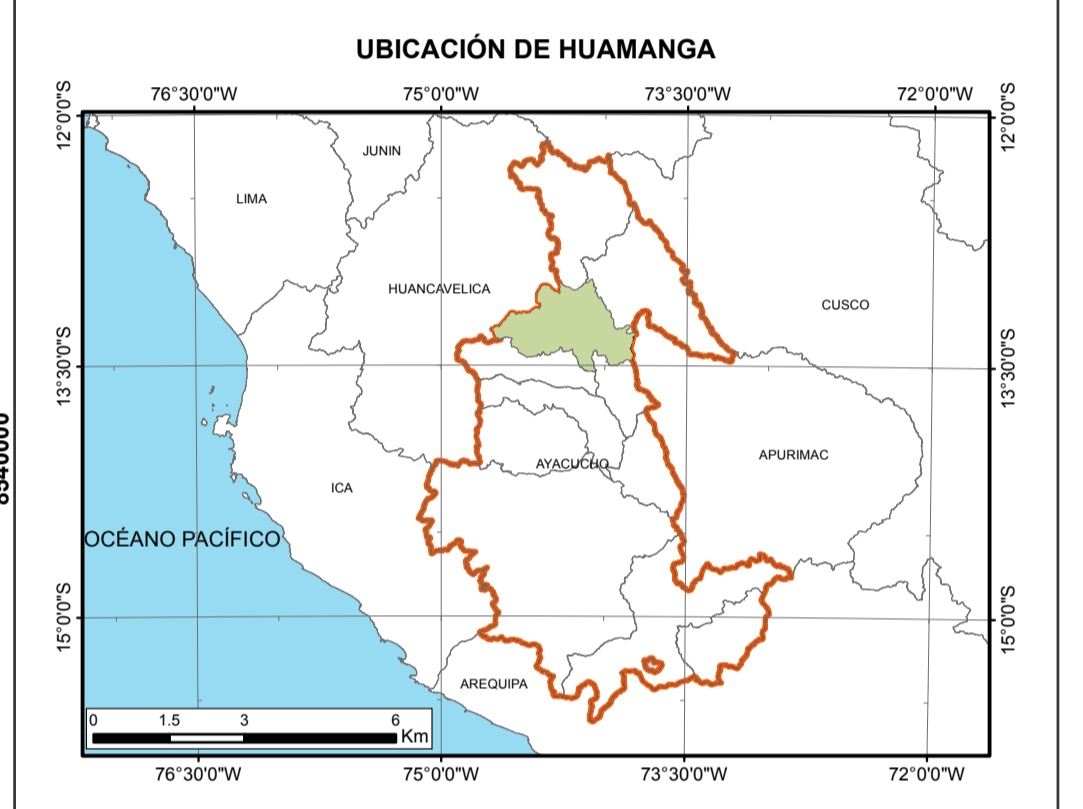 UBICACIÓN DE HUAMANGA
76°30'0"W 75°0'0"W 73°30'0"W 72°0'0"W
12°0'0"S 12°0'0"S
JUNIN
LIMA
HUANCAVELICA
CUSCO
13°30'0"S 13°30'0"S
8540000
APURIMAC
AYACUCHO
ICA
OCÉANO PACÍFICO
15°0'0"S 15°0'0"S
AREQUIPA
0 1.5 3 6
Km
76°30'0"W 75°0'0"W 73°30'0"W 72°0'0"W